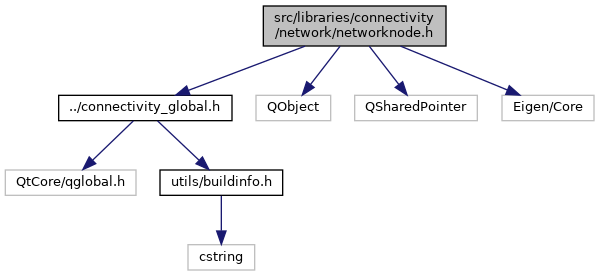 src/libraries/connectivity
/network/networknode.h
../connectivity_global.h
QObject
QSharedPointer
Eigen/Core
QtCore/qglobal.h
utils/buildinfo.h
cstring